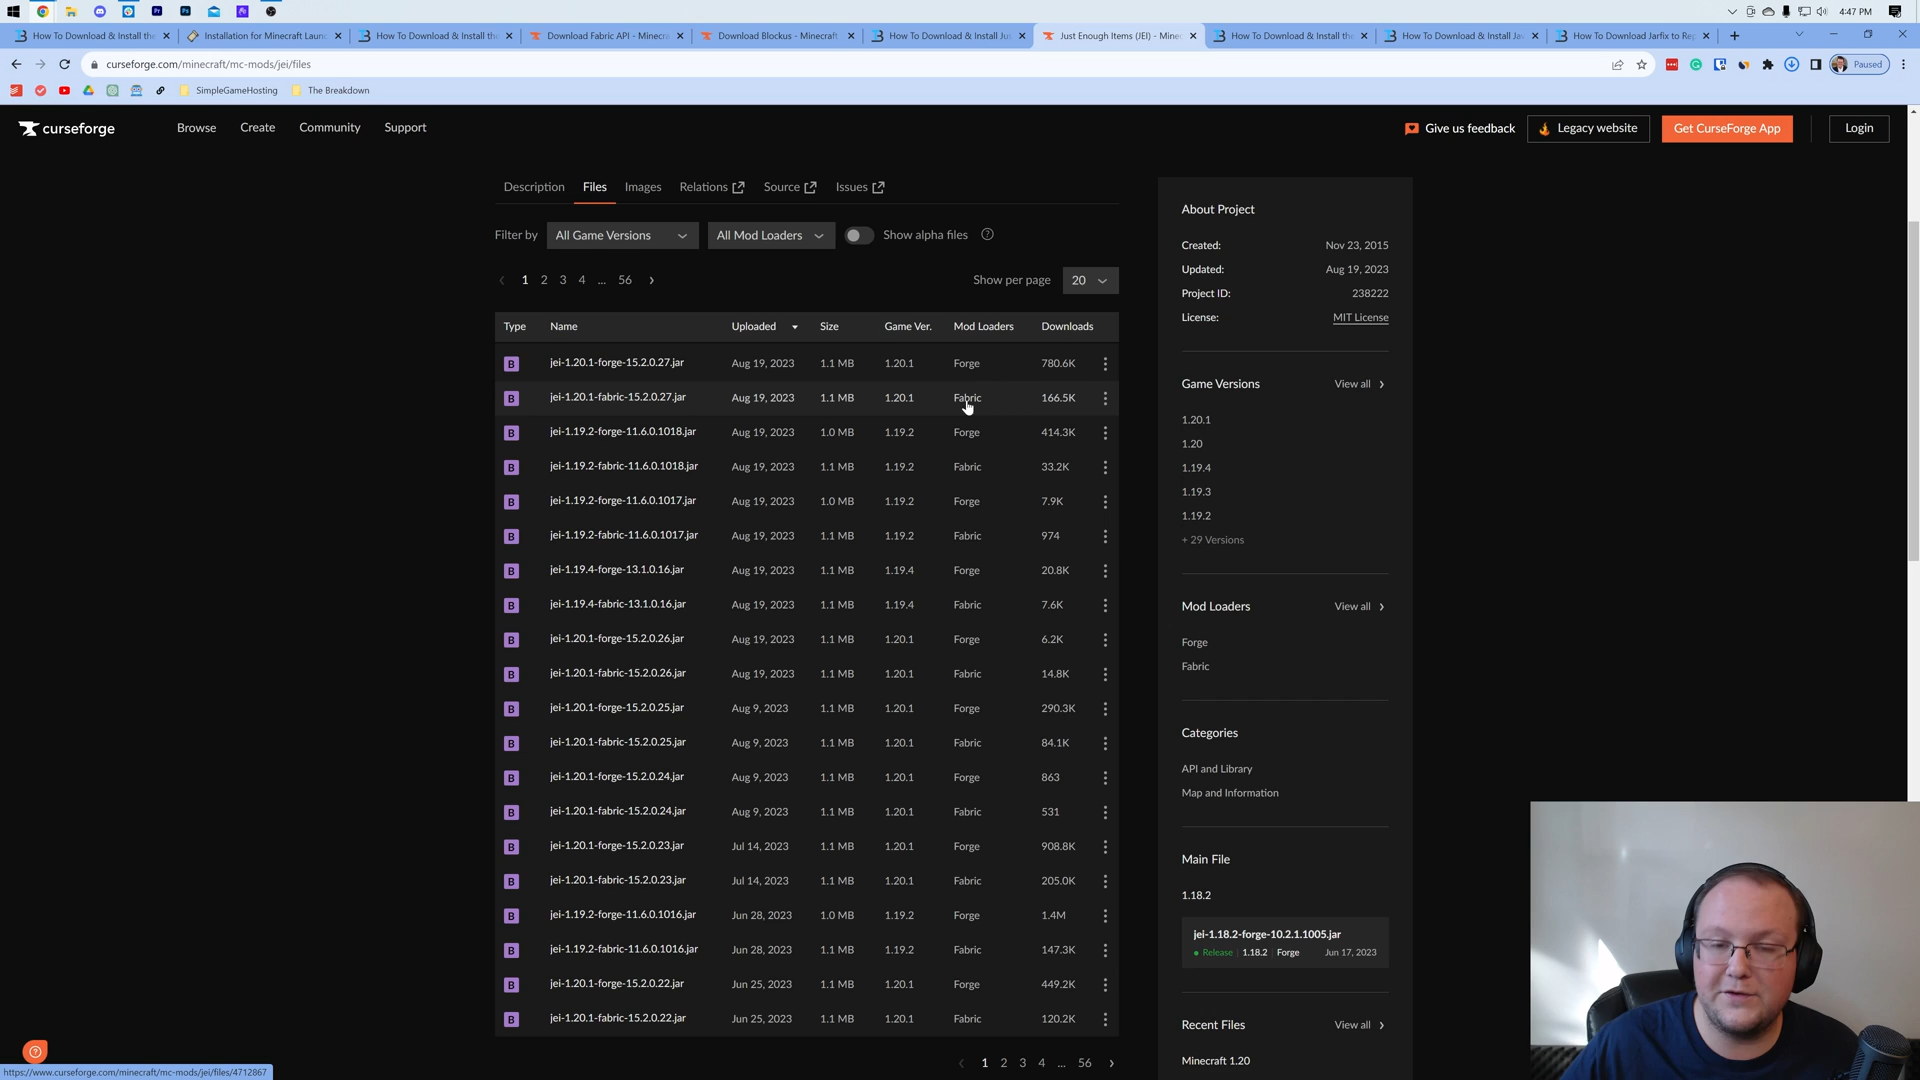 4:47 PM
How To Download & Install the
Installation for Minecraft Laun
How To Download & Install the
Download Fabric API - Minecra
Download Blockus - Minecraft
How To Download & Install Ju
Just Enough Items (JEI) - Minec
How To Download & Install the
How To Download & Install Ja
How To Download Jarfix to Re
curseforge.com/minecraft/mc-mods/jei/files
Paused
SimpleGameHosting
The Breakdown
curseforge
Browse
Create
Community
Support
Give us feedback
Legacy website
Get CurseForge App
Login
Description
Files
Images
Relations
Source
Issues
Filter by
All Game Versions
All Mod Loaders
Show alpha files
1 2 3 4 ... 56
Show per page
20
Type Name Uploaded Size Game Ver. Mod Loaders Downloads
B jei-1.20.1-forge-15.2.0.27.jar Aug 19, 2023 1.1 MB 1.20.1 Forge 780.6K
B jei-1.20.1-fabric-15.2.0.27.jar Aug 19, 2023 1.1 MB 1.20.1 Fabric 166.5K
B jei-1.19.2-forge-11.6.0.1018.jar Aug 19, 2023 1.0 MB 1.19.2 Forge 414.3K
B jei-1.19.2-fabric-11.6.0.1018.jar Aug 19, 2023 1.1 MB 1.19.2 Fabric 33.2K
B jei-1.19.2-forge-11.6.0.1017.jar Aug 19, 2023 1.0 MB 1.19.2 Forge 7.9K
B jei-1.19.2-fabric-11.6.0.1017.jar Aug 19, 2023 1.1 MB 1.19.2 Fabric 974
B jei-1.19.4-forge-13.1.0.16.jar Aug 19, 2023 1.1 MB 1.19.4 Forge 20.8K
B jei-1.19.4-fabric-13.1.0.16.jar Aug 19, 2023 1.1 MB 1.19.4 Fabric 7.6K
B jei-1.20.1-forge-15.2.0.26.jar Aug 19, 2023 1.1 MB 1.20.1 Forge 6.2K
B jei-1.20.1-fabric-15.2.0.26.jar Aug 19, 2023 1.1 MB 1.20.1 Fabric 14.8K
B jei-1.20.1-forge-15.2.0.25.jar Aug 9, 2023 1.1 MB 1.20.1 Forge 290.3K
B jei-1.20.1-fabric-15.2.0.25.jar Aug 9, 2023 1.1 MB 1.20.1 Fabric 84.1K
B jei-1.20.1-forge-15.2.0.24.jar Aug 9, 2023 1.1 MB 1.20.1 Forge 863
B jei-1.20.1-fabric-15.2.0.24.jar Aug 9, 2023 1.1 MB 1.20.1 Fabric 531
B jei-1.20.1-forge-15.2.0.23.jar Jul 14, 2023 1.1 MB 1.20.1 Forge 908.8K
B jei-1.20.1-fabric-15.2.0.23.jar Jul 14, 2023 1.1 MB 1.20.1 Fabric 205.0K
B jei-1.19.2-forge-11.6.0.1016.jar Jun 28, 2023 1.0 MB 1.19.2 Forge 1.4M
B jei-1.19.2-fabric-11.6.0.1016.jar Jun 28, 2023 1.1 MB 1.19.2 Fabric 147.3K
B jei-1.20.1-forge-15.2.0.22.jar Jun 25, 2023 1.1 MB 1.20.1 Forge 449.2K
B jei-1.20.1-fabric-15.2.0.22.jar Jun 25, 2023 1.1 MB 1.20.1 Fabric 120.2K
1 2 3 4 ... 56
About Project
Created: Nov 23, 2015
Updated: Aug 19, 2023
Project ID: 238222
License: MIT License
Game Versions View all
1.20.1
1.20
1.19.4
1.19.3
1.19.2
+ 29 Versions
Mod Loaders View all
Forge
Fabric
Categories
API and Library
Map and Information
Main File
1.18.2
jei-1.18.2-forge-10.2.1.1005.jar
Release 1.18.2 Forge Jun 17, 2023
Recent Files View all
Minecraft 1.20
https://www.curseforge.com/minecraft/mc-mods/jei/files/4712867